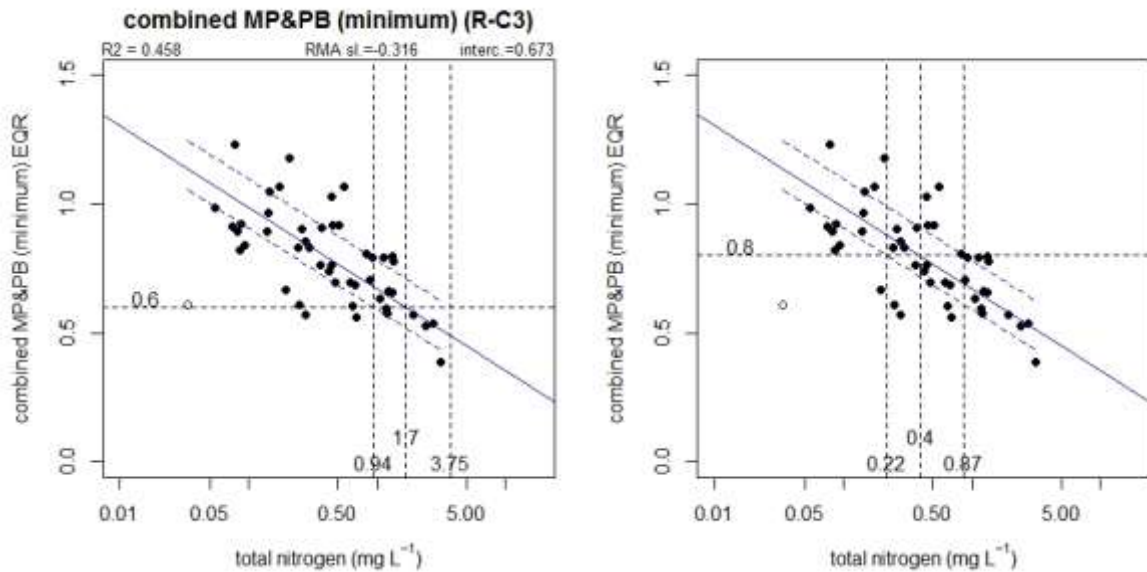 combined MP&PB (minimum) (R-C3)
R2 = 0.458 RMA sl.=-0.316 interc.=0.673
combined MP&PB (minimum) EQR
1.5
1.0
0.5
0.0
0.6
1.7
0.94 3.75
0.01 0.05 0.50 5.00
total nitrogen (mg L⁻¹)
combined MP&PB (minimum) EQR
1.5
1.0
0.5
0.0
0.8
0.4
0.22 0.87
0.01 0.05 0.50 5.00
total nitrogen (mg L⁻¹)